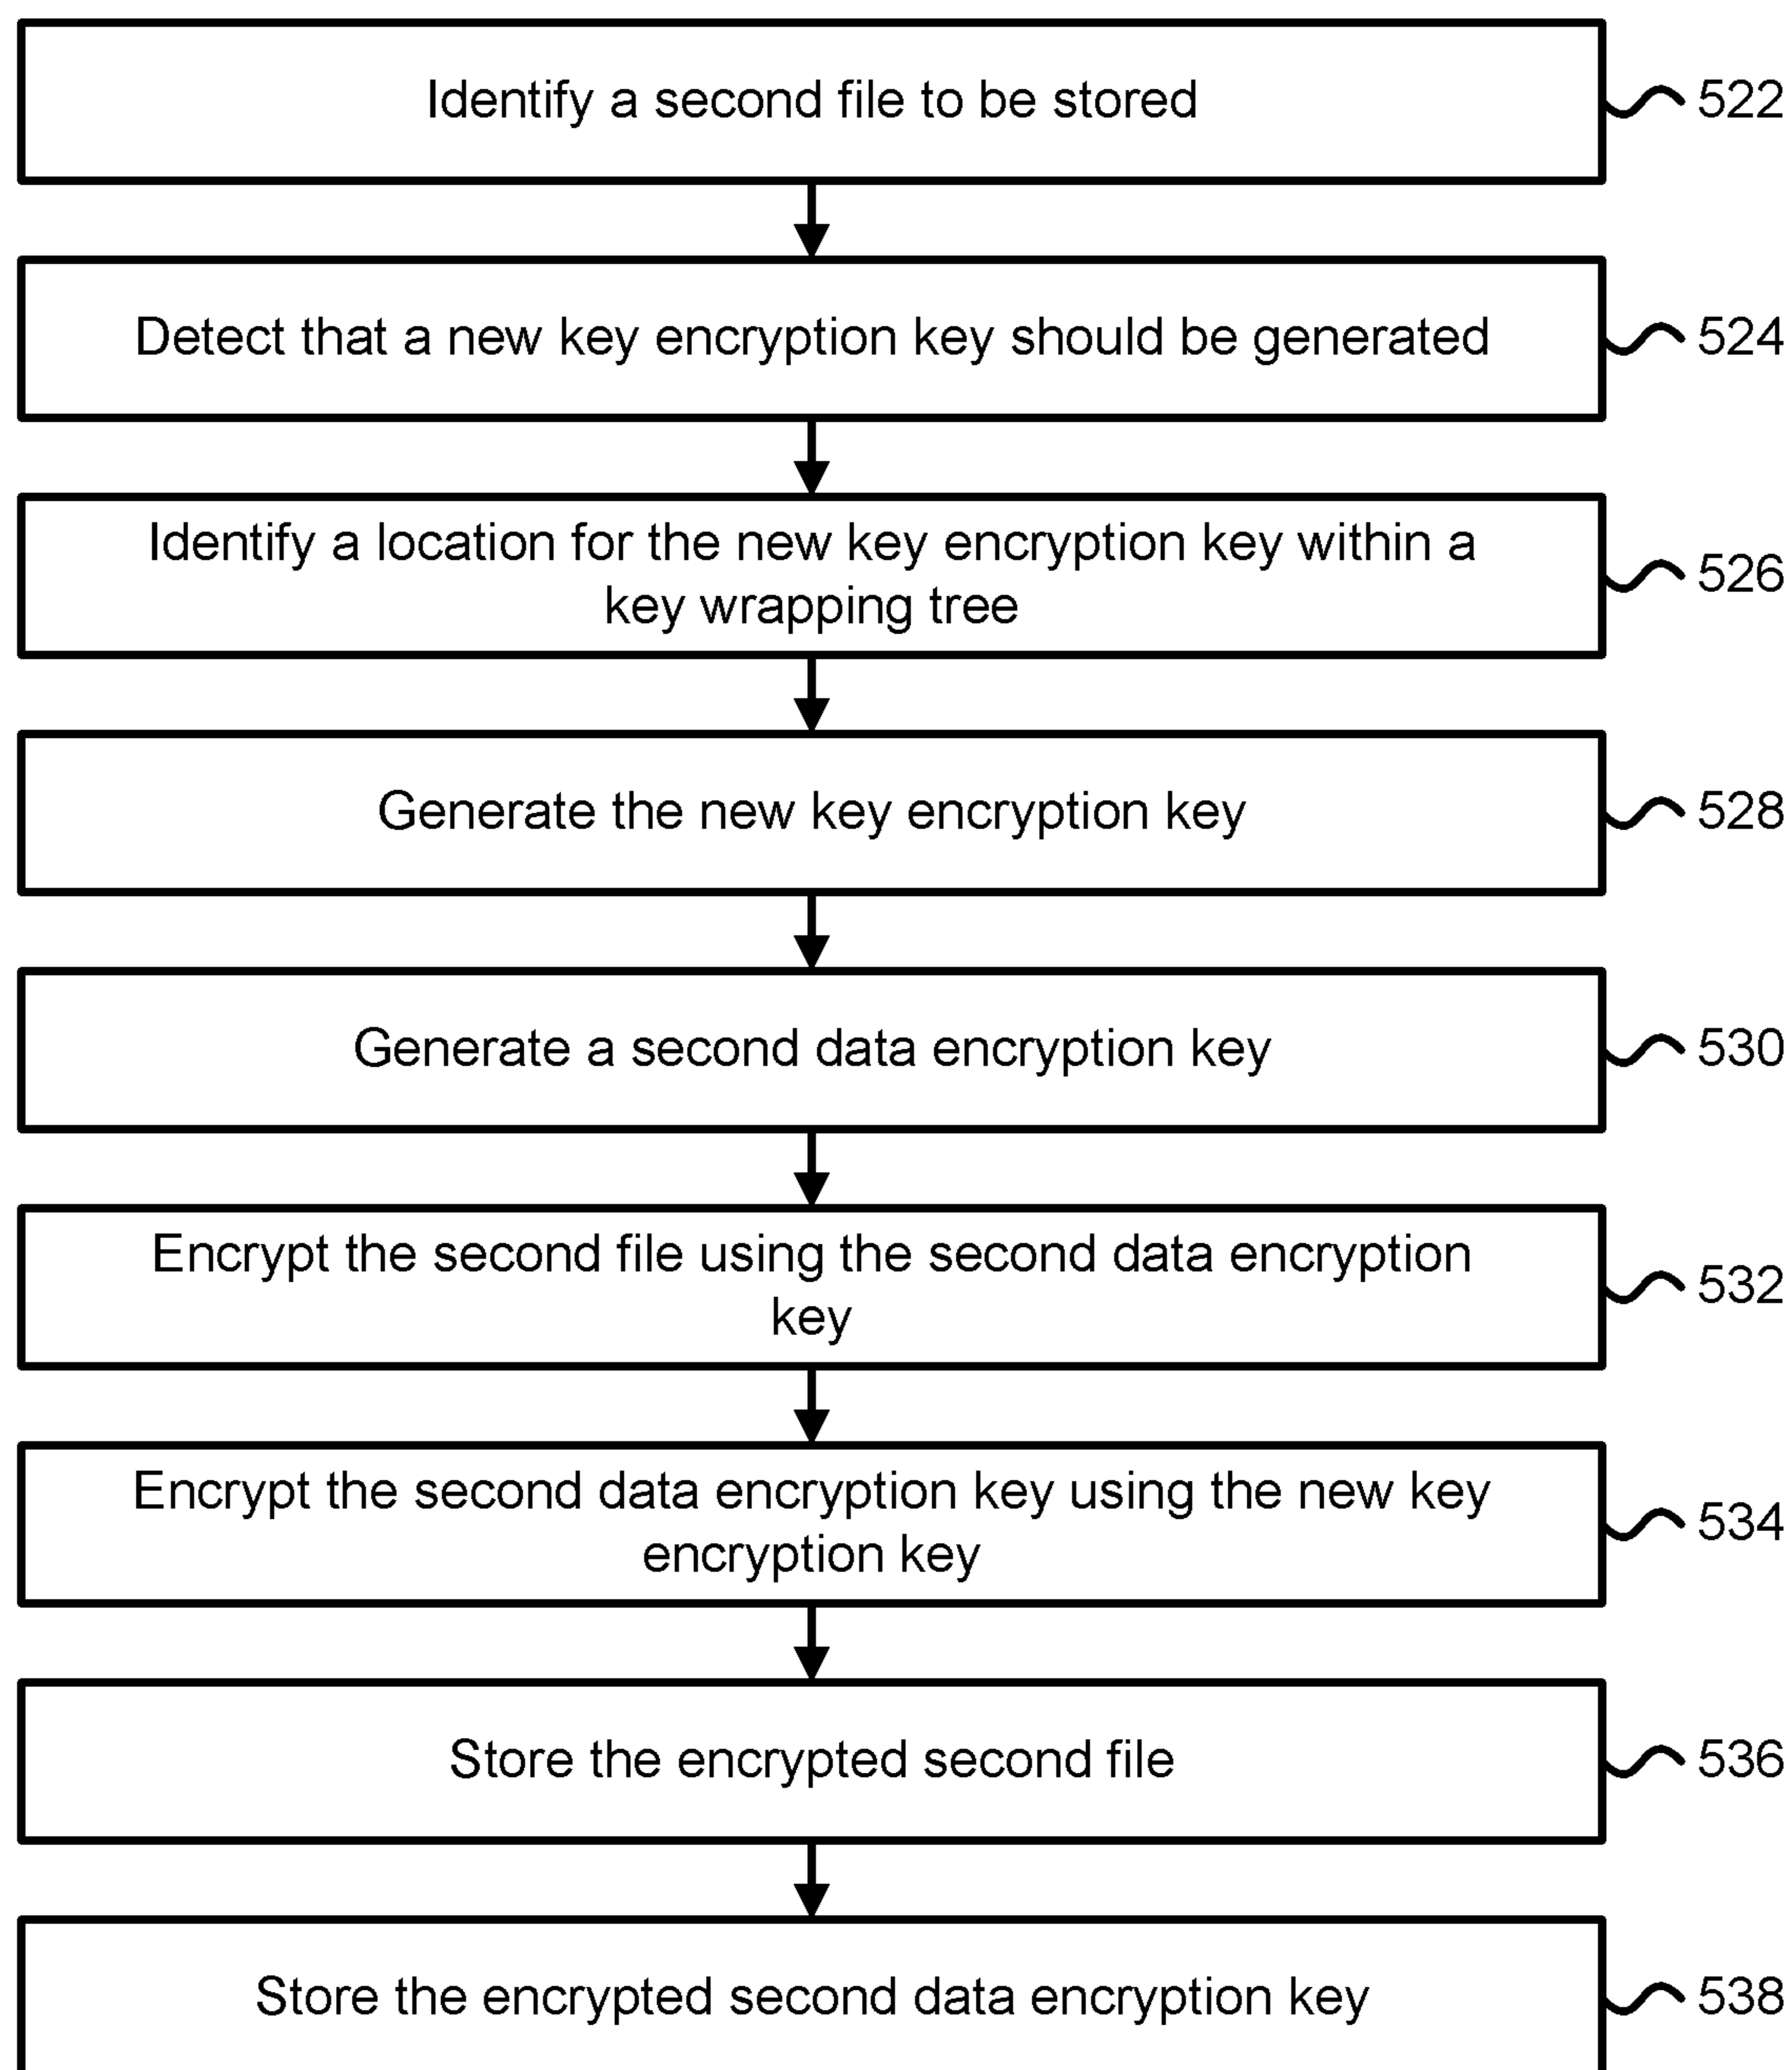 Identify a second file to be stored
522
Detect that a new key encryption key should be generated
524
Identify a location for the new key encryption key within a
key wrapping tree
526
Generate the new key encryption key
528
Generate a second data encryption key
530
Encrypt the second file using the second data encryption
key
532
Encrypt the second data encryption key using the new key
encryption key
534
Store the encrypted second file
536
Store the encrypted second data encryption key
538